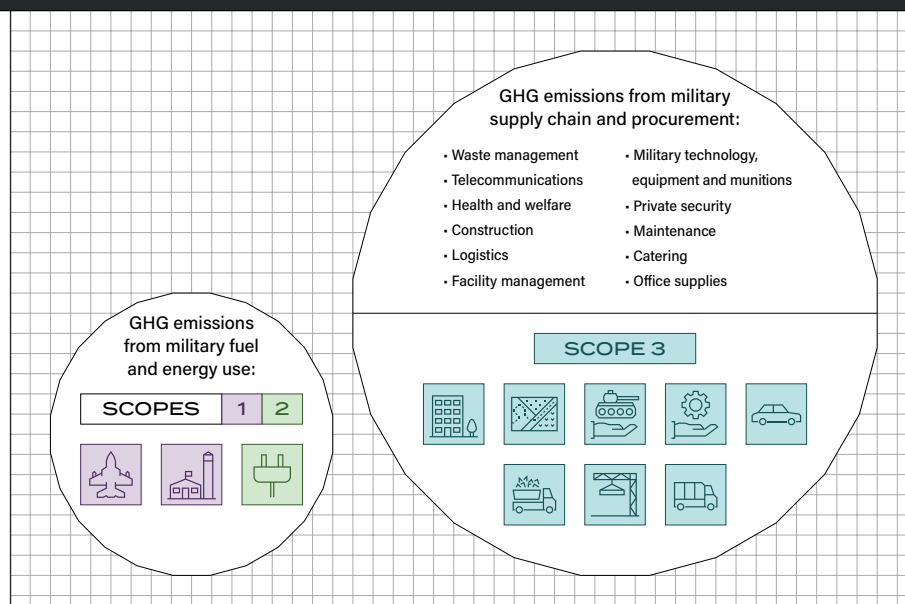 GHG emissions from military
supply chain and procurement:
• Waste management
• Telecommunications
• Health and welfare
• Construction
• Logistics
• Facility management
• Military technology,
equipment and munitions
• Private security
• Maintenance
• Catering
• Office supplies
SCOPE 3
GHG emissions
from military fuel
and energy use:
SCOPES 1 2